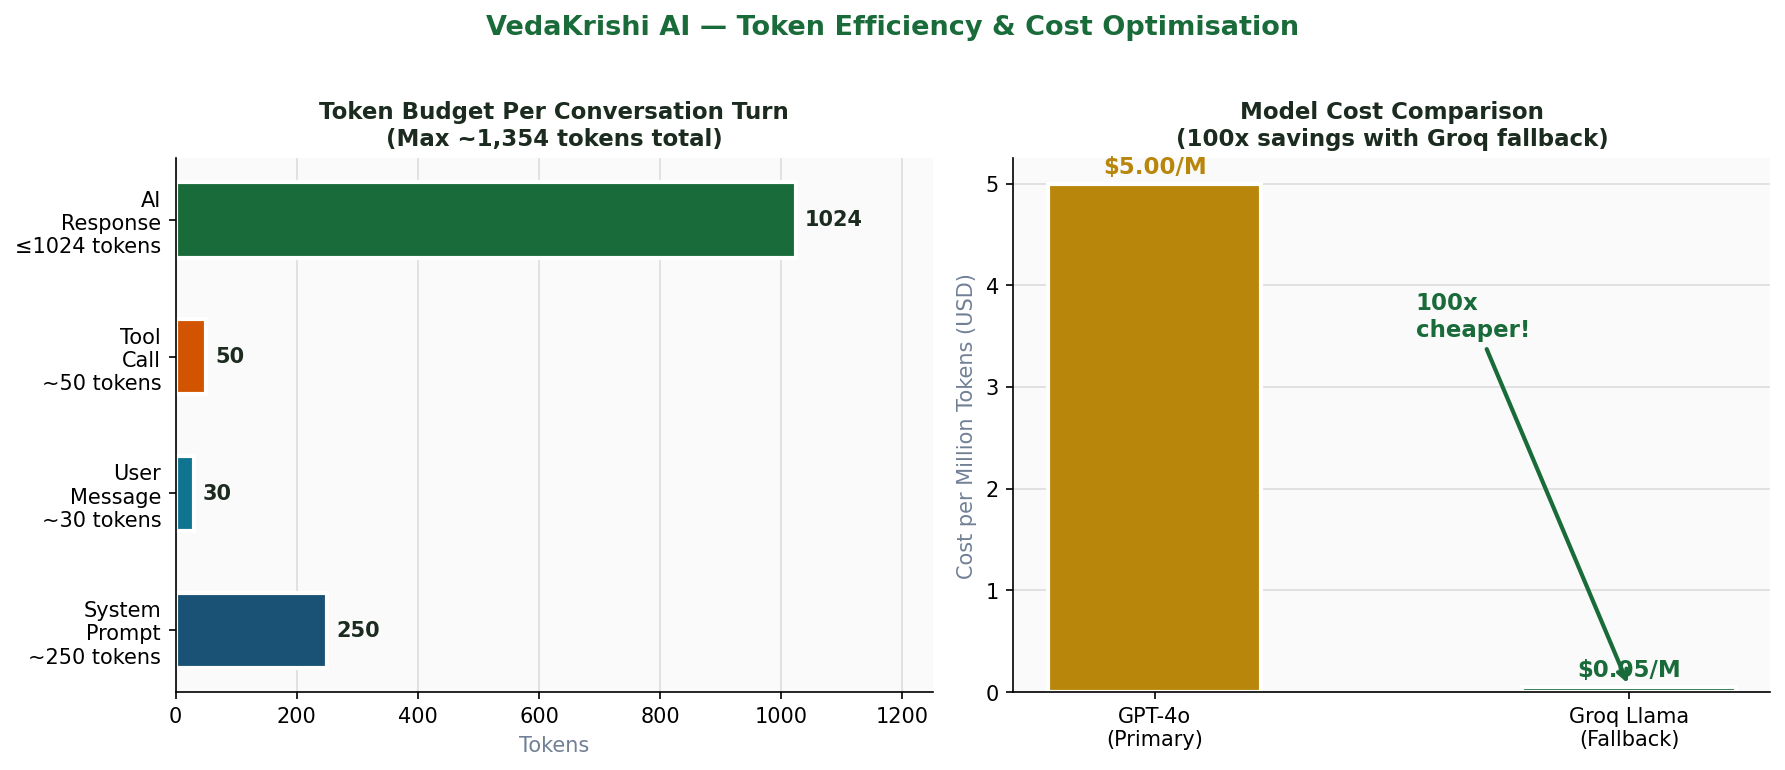 VedaKrishi AI — Token Efficiency & Cost Optimisation
Token Budget Per Conversation Turn
(Max ~1,354 tokens total)
AI
Response
≤1024 tokens
1024
Tool
Call
~50 tokens
50
User
Message
~30 tokens
30
System
Prompt
~250 tokens
250
0 200 400 600 800 1000 1200
Tokens
Model Cost Comparison
(100x savings with Groq fallback)
Cost per Million Tokens (USD)
5
4
3
2
1
0
$5.00/M
100x
cheaper!
$0.05/M
GPT-4o
(Primary)
Groq Llama
(Fallback)